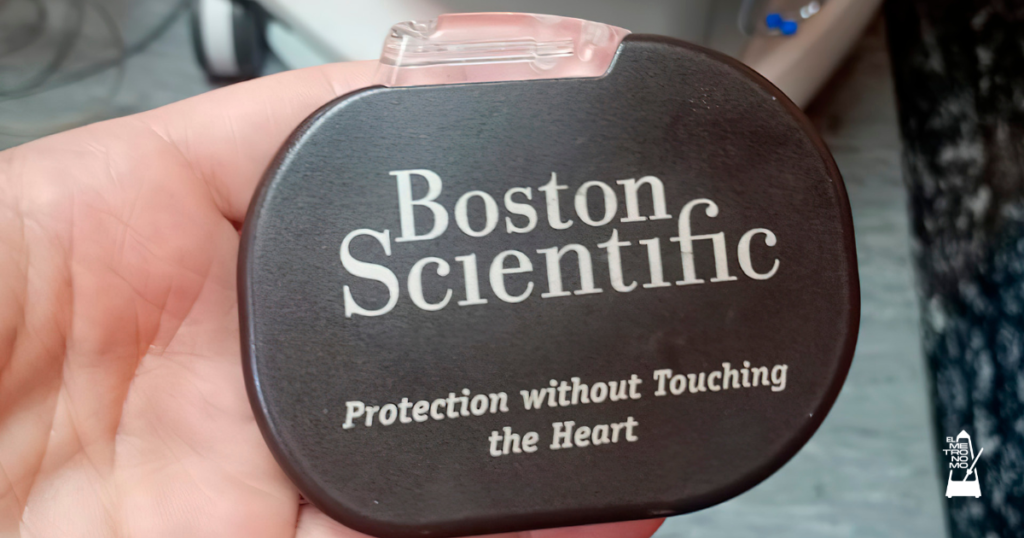 Boston
Scientific
Protection without Touching
the Heart
EL
ME
TRO
NO
MO